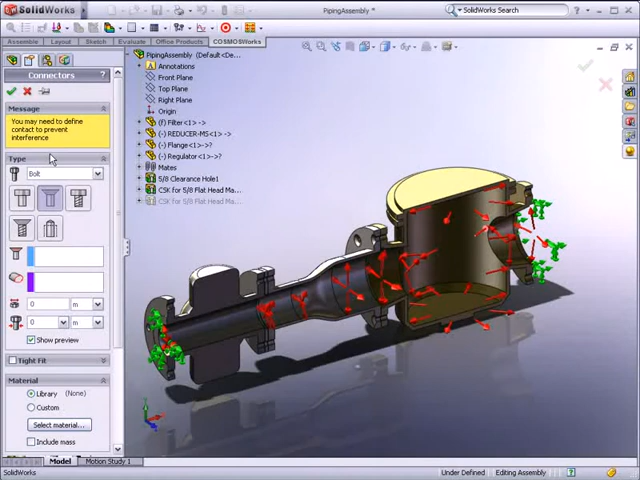 SolidWorks
PipingAssembly *
SolidWorks Search
Assembly
Layout
Sketch
Evaluate
Office Products
COSMOSWorks
Connectors
?
Message
You may need to define
contact to prevent
interference
Type
Bolt
0
m
0
m
Show preview
Tight Fit
Material
Library (None)
Custom
Select material...
Include mass
PipingAssembly (Default<De...
Annotations
Front Plane
Top Plane
Right Plane
Origin
(f) Filter<1> ->
(-) REDUCER-MS<1> ->
(-) Flange<1>->?
(-) Regulator<1>->?
Mates
5/8 Clearance Hole1
CSK for 5/8 Flat Head Ma...
CSK for 5/8 Flat Head Ma...
Model
Motion Study 1
SolidWorks
Under Defined
Editing Assembly